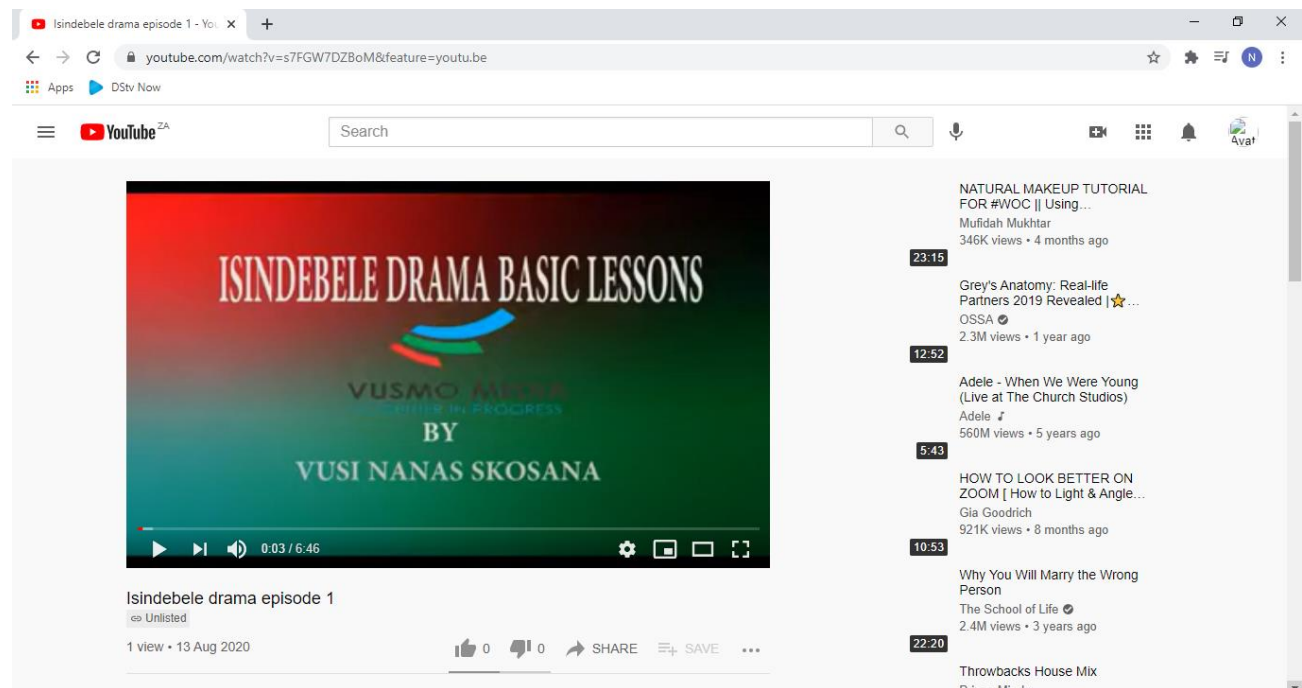 Isindebele drama episode 1 - You
youtube.com/watch?v=s7FGW7DZBoM&feature=youtu.be
N
Apps
DStv Now
YouTube ZA
Search
Avat
ISINDEBELE DRAMA BASIC LESSONS
VUSMO MEDIA
BY
VUSI NANAS SKOSANA
0:03 / 6:46
Isindebele drama episode 1
Unlisted
1 view • 13 Aug 2020
0
0
SHARE
SAVE
NATURAL MAKEUP TUTORIAL
FOR #WOC || Using…
Mufidah Mukhtar
346K views • 4 months ago
23:15
Grey's Anatomy: Real-life
Partners 2019 Revealed |⭐…
OSSA
2.3M views • 1 year ago
12:52
Adele - When We Were Young
(Live at The Church Studios)
Adele
560M views • 5 years ago
5:43
HOW TO LOOK BETTER ON
ZOOM [ How to Light & Angle…
Gia Goodrich
921K views • 8 months ago
10:53
Why You Will Marry the Wrong
Person
The School of Life
2.4M views • 3 years ago
22:20
Throwbacks House Mix